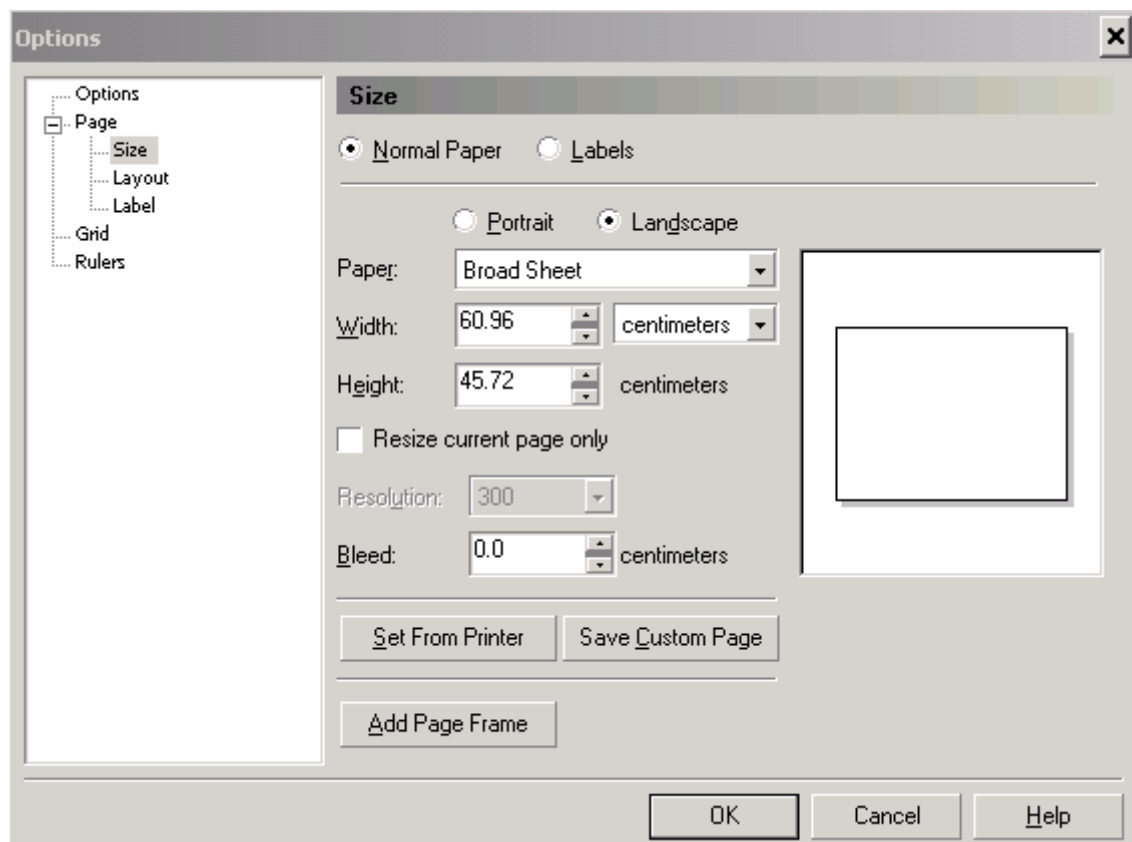 Options
Options
Page
Size
Layout
Label
Grid
Rulers
Size
Normal Paper Labels
Portrait Landscape
Paper: Broad Sheet
Width: 60.96 centimeters
Height: 45.72 centimeters
Resize current page only
Resolution: 300
Bleed: 0.0 centimeters
Set From Printer Save Custom Page
Add Page Frame
OK Cancel Help